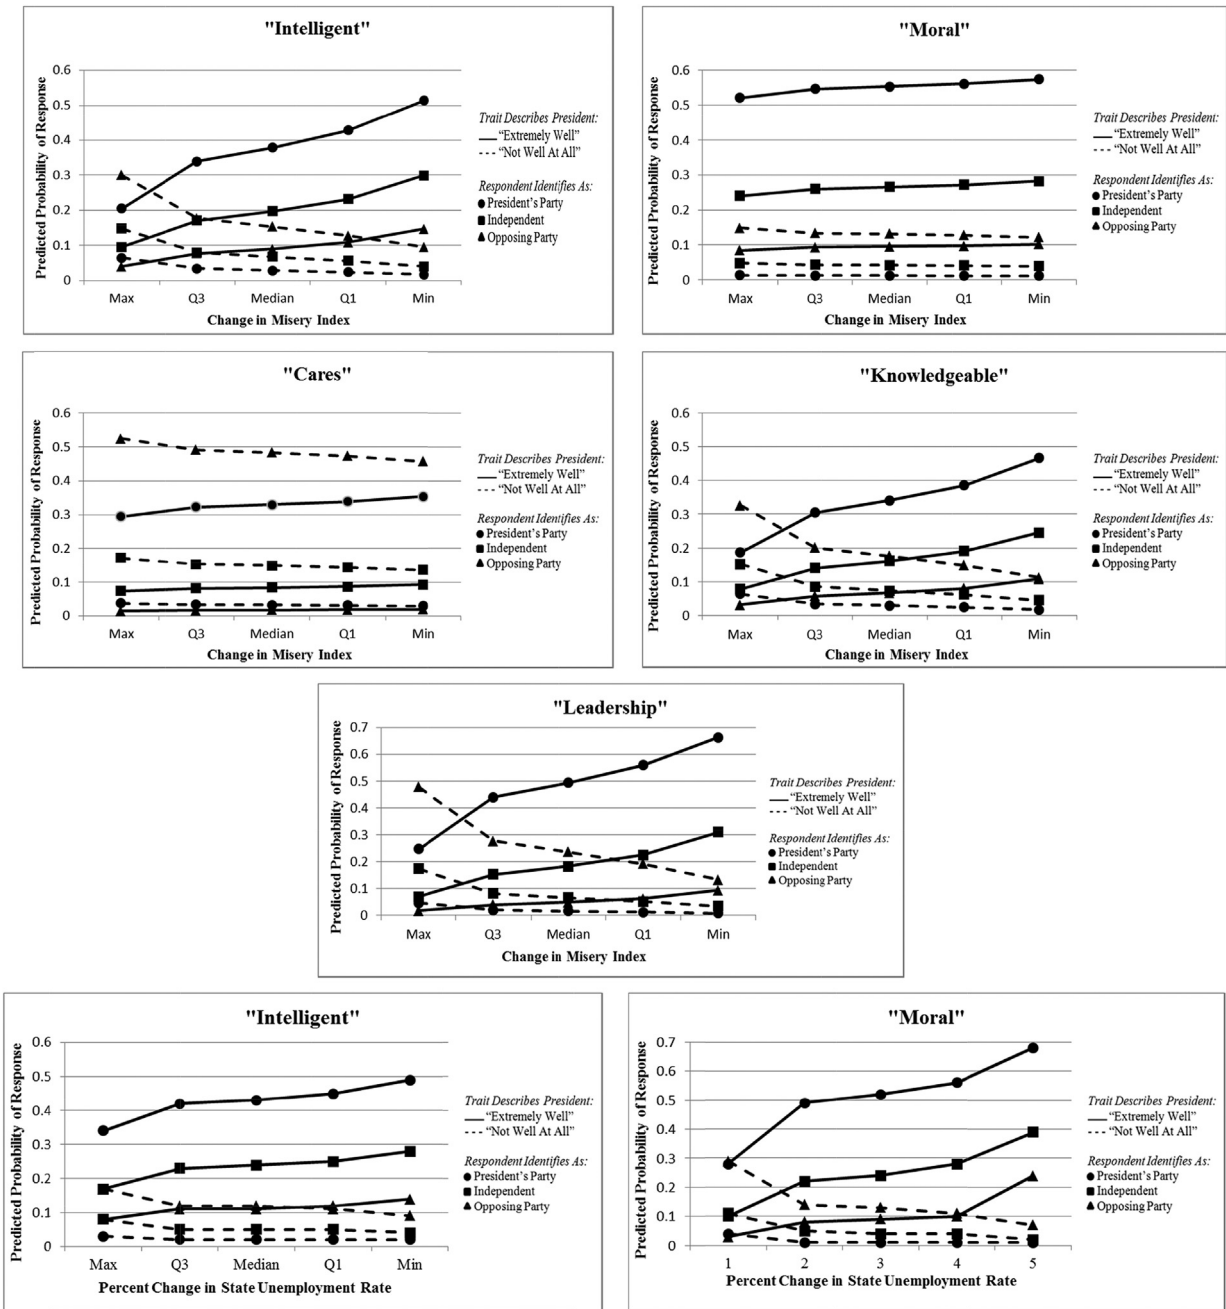 "Intelligent"
Predicted Probability of Response
0.6
0.5
0.4
0.3
0.2
0.1
0
Max Q3 Median Q1 Min
Change in Misery Index
Trait Describes President:
“Extremely Well”
“Not Well At All”
Respondent Identifies As:
President’s Party
Independent
Opposing Party
"Moral"
Predicted Probability of Response
0.6
0.5
0.4
0.3
0.2
0.1
0
Max Q3 Median Q1 Min
Change in Misery Index
Trait Describes President:
“Extremely Well”
“Not Well At All”
Respondent Identifies As:
President’s Party
Independent
Opposing Party
"Cares"
Predicted Probability of Response
0.6
0.5
0.4
0.3
0.2
0.1
0
Max Q3 Median Q1 Min
Change in Misery Index
Trait Describes President:
“Extremely Well”
“Not Well At All”
Respondent Identifies As:
President’s Party
Independent
Opposing Party
"Knowledgeable"
Predicted Probability of Response
0.6
0.5
0.4
0.3
0.2
0.1
0
Max Q3 Median Q1 Min
Change in Misery Index
Trait Describes President:
“Extremely Well”
“Not Well At All”
Respondent Identifies As:
President’s Party
Independent
Opposing Party
"Leadership"
Predicted Probability of Response
0.7
0.6
0.5
0.4
0.3
0.2
0.1
0
Max Q3 Median Q1 Min
Change in Misery Index
Trait Describes President:
“Extremely Well”
“Not Well At All”
Respondent Identifies As:
President’s Party
Independent
Opposing Party
"Intelligent"
Predicted Probability of Response
0.6
0.5
0.4
0.3
0.2
0.1
0
Max Q3 Median Q1 Min
Percent Change in State Unemployment Rate
Trait Describes President:
“Extremely Well”
“Not Well At All”
Respondent Identifies As:
President’s Party
Independent
Opposing Party
"Moral"
Predicted Probability of Response
0.7
0.6
0.5
0.4
0.3
0.2
0.1
0
1 2 3 4 5
Percent Change in State Unemployment Rate
Trait Describes President:
“Extremely Well”
“Not Well At All”
Respondent Identifies As:
President’s Party
Independent
Opposing Party